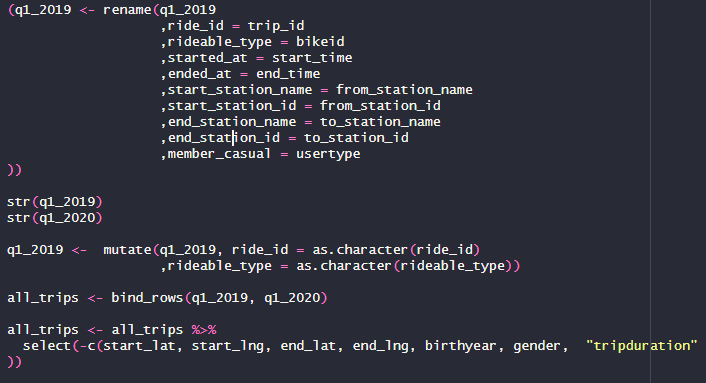 (q1_2019 <- rename(q1_2019
,ride_id = trip_id
,rideable_type = bikeid
,started_at = start_time
,ended_at = end_time
,start_station_name = from_station_name
,start_station_id = from_station_id
,end_station_name = to_station_name
,end_station_id = to_station_id
,member_casual = usertype
))
str(q1_2019)
str(q1_2020)
q1_2019 <-  mutate(q1_2019, ride_id = as.character(ride_id)
,rideable_type = as.character(rideable_type))
all_trips <- bind_rows(q1_2019, q1_2020)
all_trips <- all_trips %>%
select(-c(start_lat, start_lng, end_lat, end_lng, birthyear, gender,  "tripduration"
))